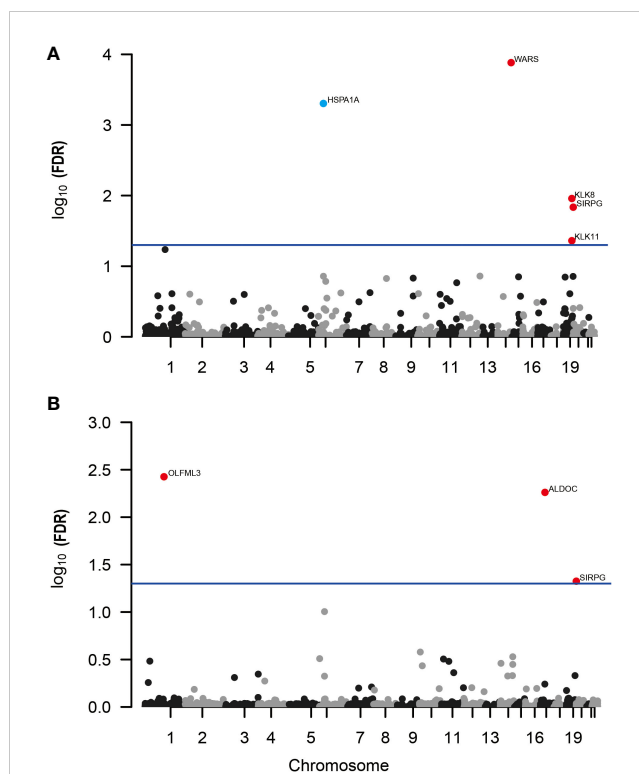 A
4
3
2
1
0
log10 (FDR)
WARS
HSPA1A
KLK8
SIRPG
KLK11
1 2 3 4 5 7 8 9 11 13 16 19
B
3.0
2.5
2.0
1.5
1.0
0.5
0.0
log10 (FDR)
OLFML3
ALDOC
SIRPG
1 2 3 4 5 7 8 9 11 13 16 19
Chromosome